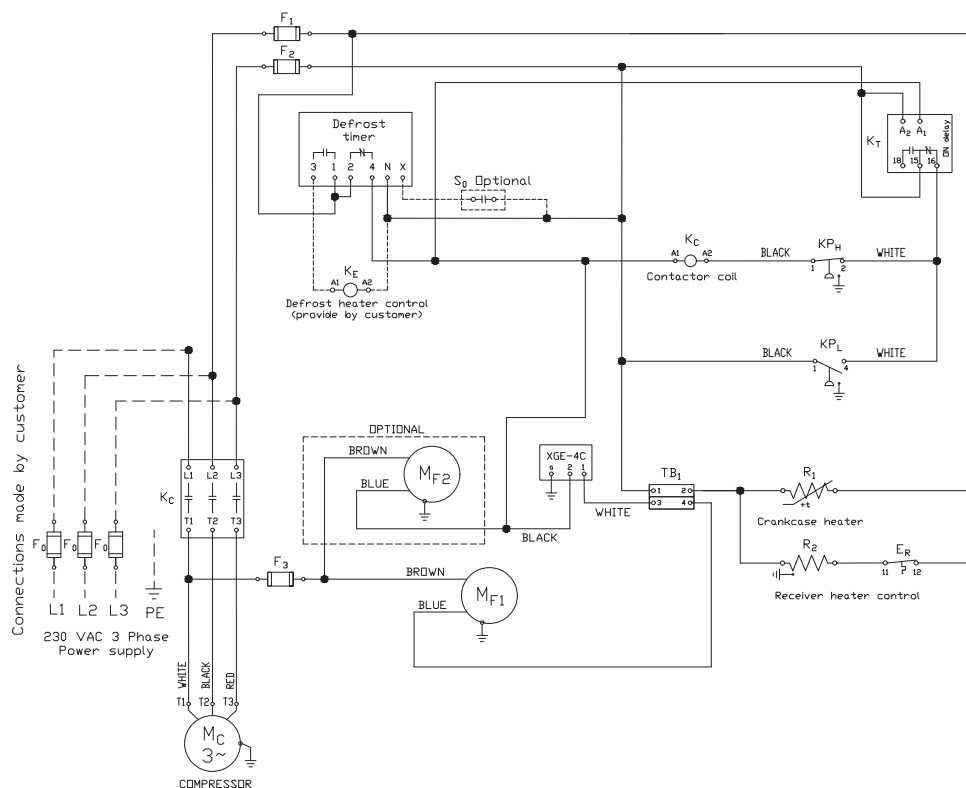 F1
F2
Defrost
timer
3 1 2 4 N X
S0 Optional
KT
A2 A1
18 15 16
ON delay
KE
A1 A2
Defrost heater control
(provide by customer)
KC
A1 A2
Contactor coil
BLACK
KPH
1 2
WHITE
BLACK
KPL
1 4
WHITE
Connections made by customer
L1 L2 L3
KC
T1 T2 T3
F0 F0 F0
L1 L2 L3 PE
230 VAC 3 Phase
Power supply
OPTIONAL
BROWN
MF2
BLUE
XGE-4C
6 2 1
BLACK
WHITE
TB1
1 2
3 4
R1
+t
Crankcase heater
R2
ER
11 12
Receiver heater control
F3
BROWN
BLUE
MF1
WHITE
BLACK
RED
T1 T2 T3
MC
3~
COMPRESSOR